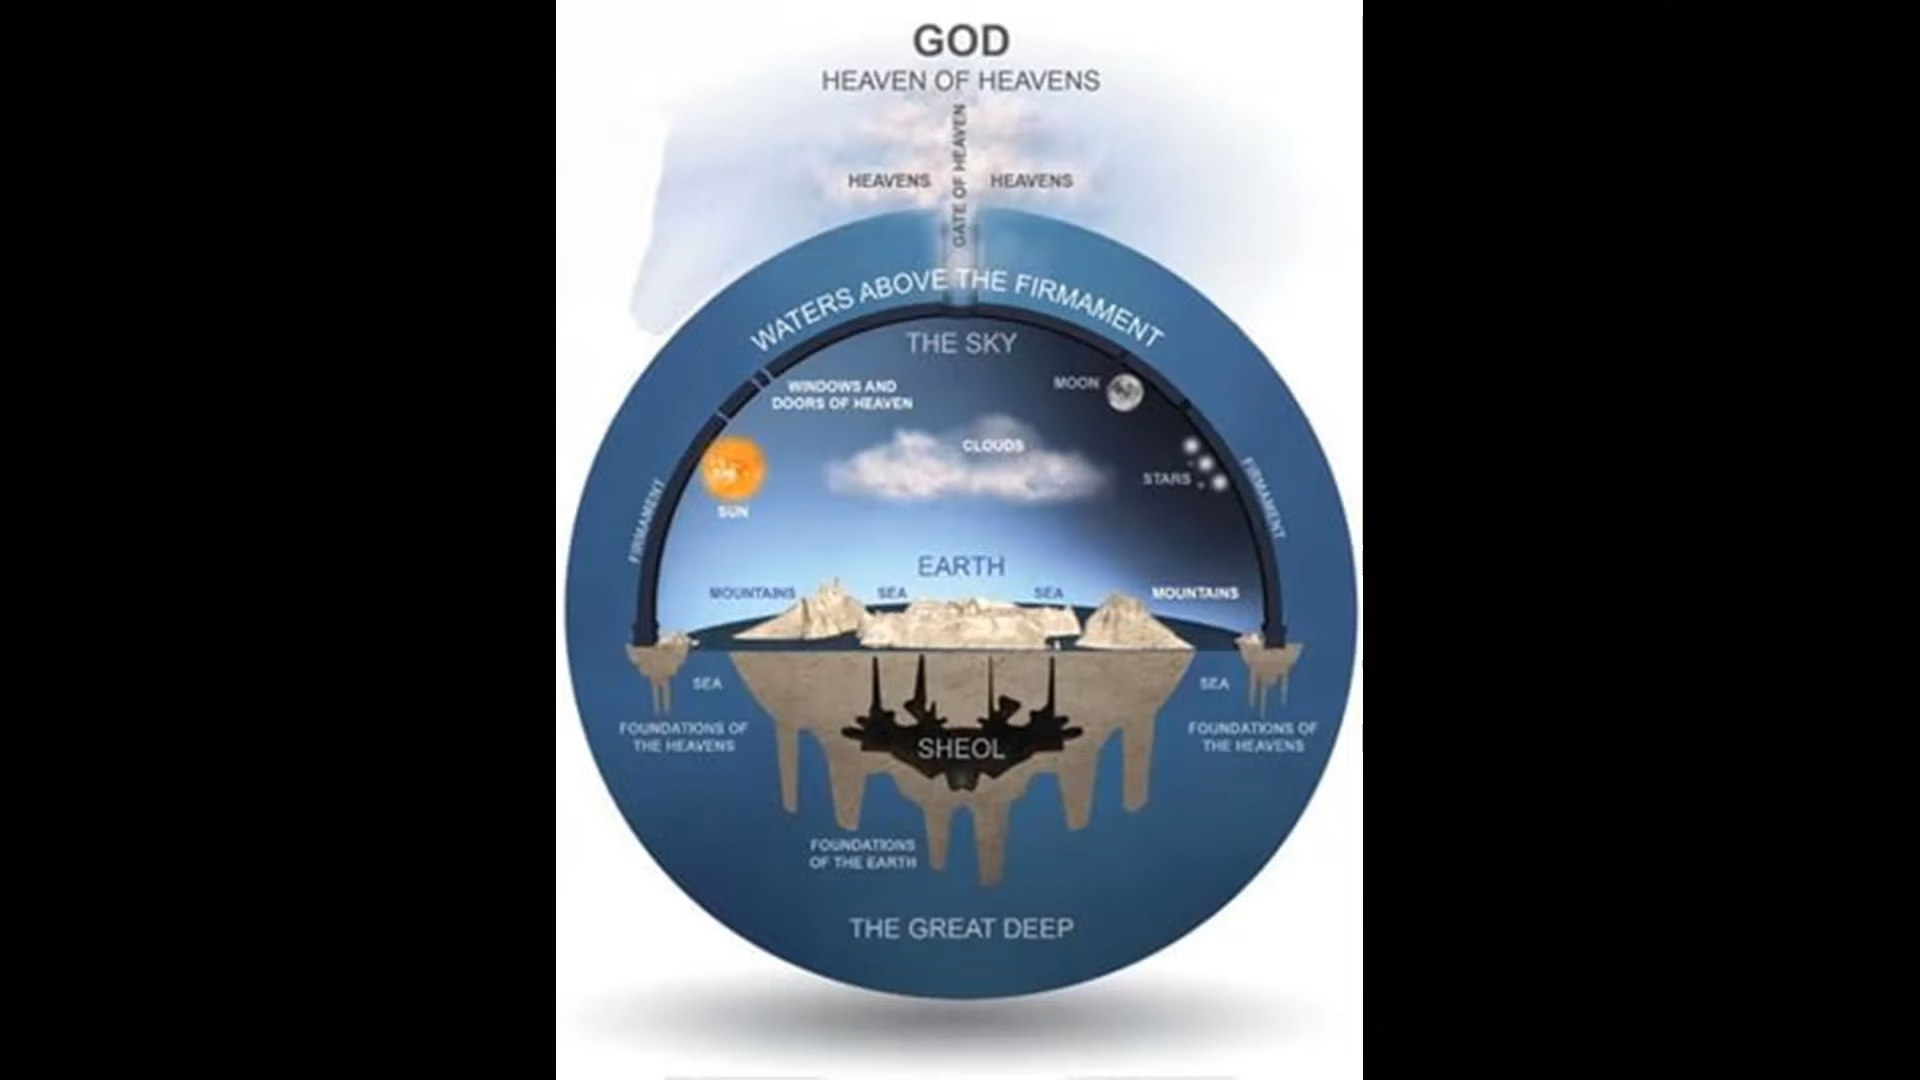 GOD
HEAVEN OF HEAVENS
GATE OF HEAVEN
HEAVENS
HEAVENS
WATERS ABOVE THE FIRMAMENT
THE SKY
WINDOWS AND
DOORS OF HEAVEN
MOON
CLOUDS
STARS
SUN
FIRMAMENT
FIRMAMENT
EARTH
MOUNTAINS
SEA
SEA
MOUNTAINS
SEA
SEA
FOUNDATIONS OF
THE HEAVENS
FOUNDATIONS OF
THE HEAVENS
SHEOL
FOUNDATIONS
OF THE EARTH
THE GREAT DEEP